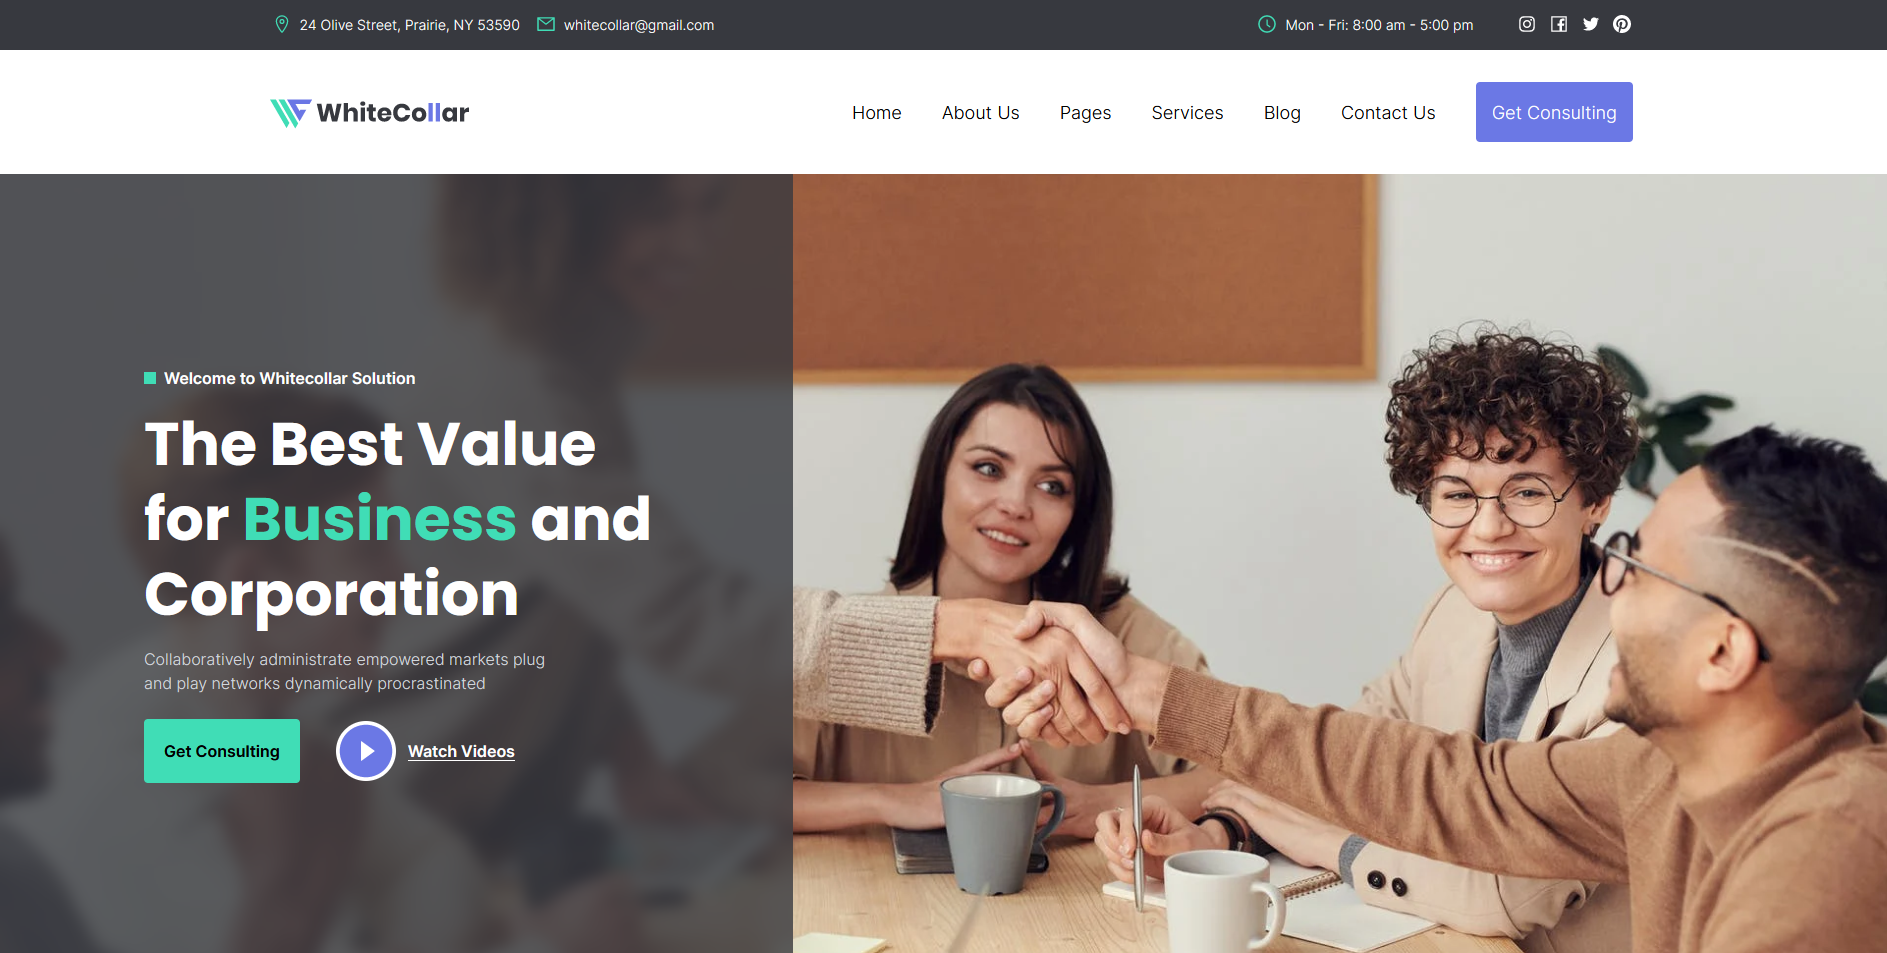 24 Olive Street, Prairie, NY 53590
whitecollar@gmail.com
Mon - Fri: 8:00 am - 5:00 pm
WhiteCollar
Home
About Us
Pages
Services
Blog
Contact Us
Get Consulting
Welcome to Whitecollar Solution
The Best Value
for Business and
Corporation
Collaboratively administrate empowered markets plug
and play networks dynamically procrastinated
Get Consulting
Watch Videos